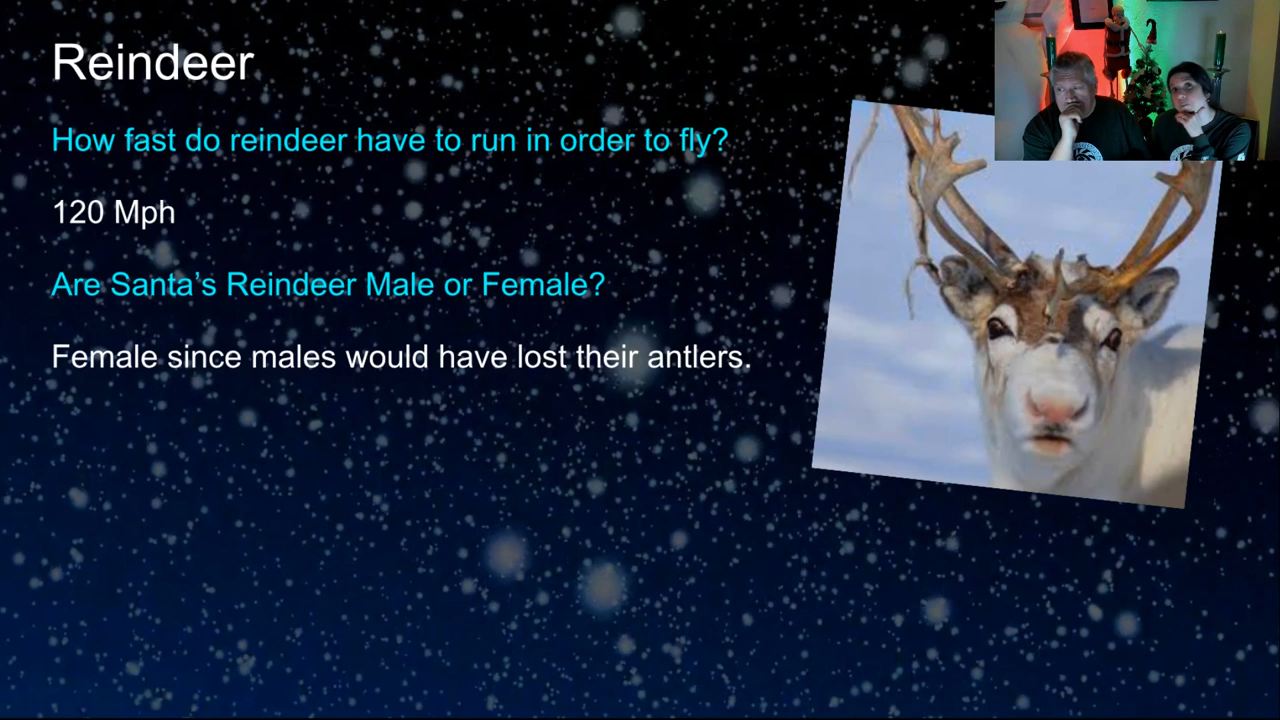 Reindeer
How fast do reindeer have to run in order to fly?
120 Mph
Are Santa’s Reindeer Male or Female?
Female since males would have lost their antlers.